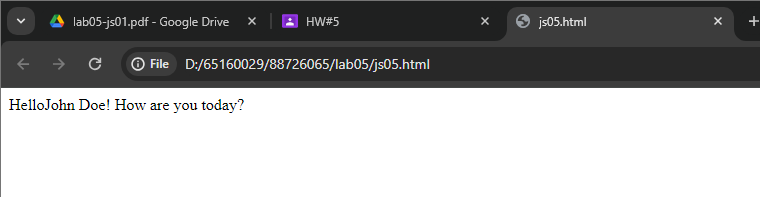 lab05-js01.pdf - Google Drive
HW#5
js05.html
File
D:/65160029/88726065/lab05/js05.html
HelloJohn Doe! How are you today?